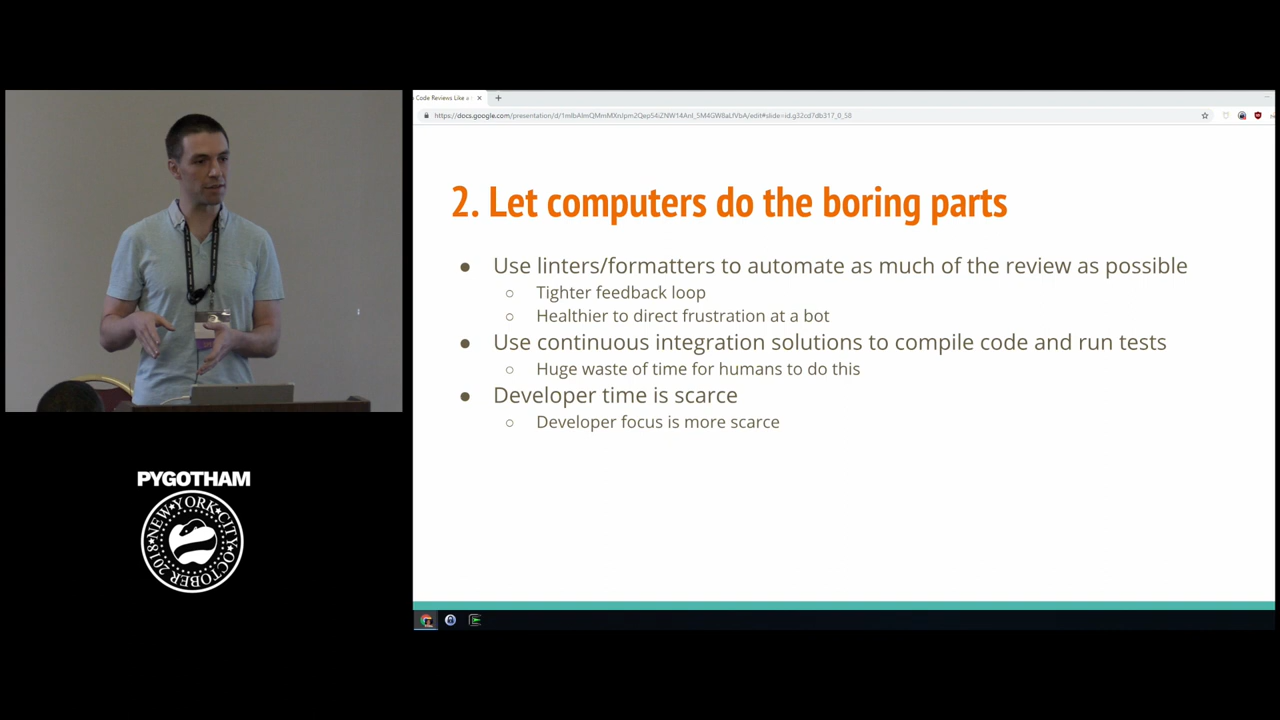 Code Reviews Like a
2. Let computers do the boring parts
● Use linters/formatters to automate as much of the review as possible
○ Tighter feedback loop
○ Healthier to direct frustration at a bot
● Use continuous integration solutions to compile code and run tests
○ Huge waste of time for humans to do this
● Developer time is scarce
○ Developer focus is more scarce
PYGOTHAM
NEW★YORK★CITY★OCTOBER★2018★